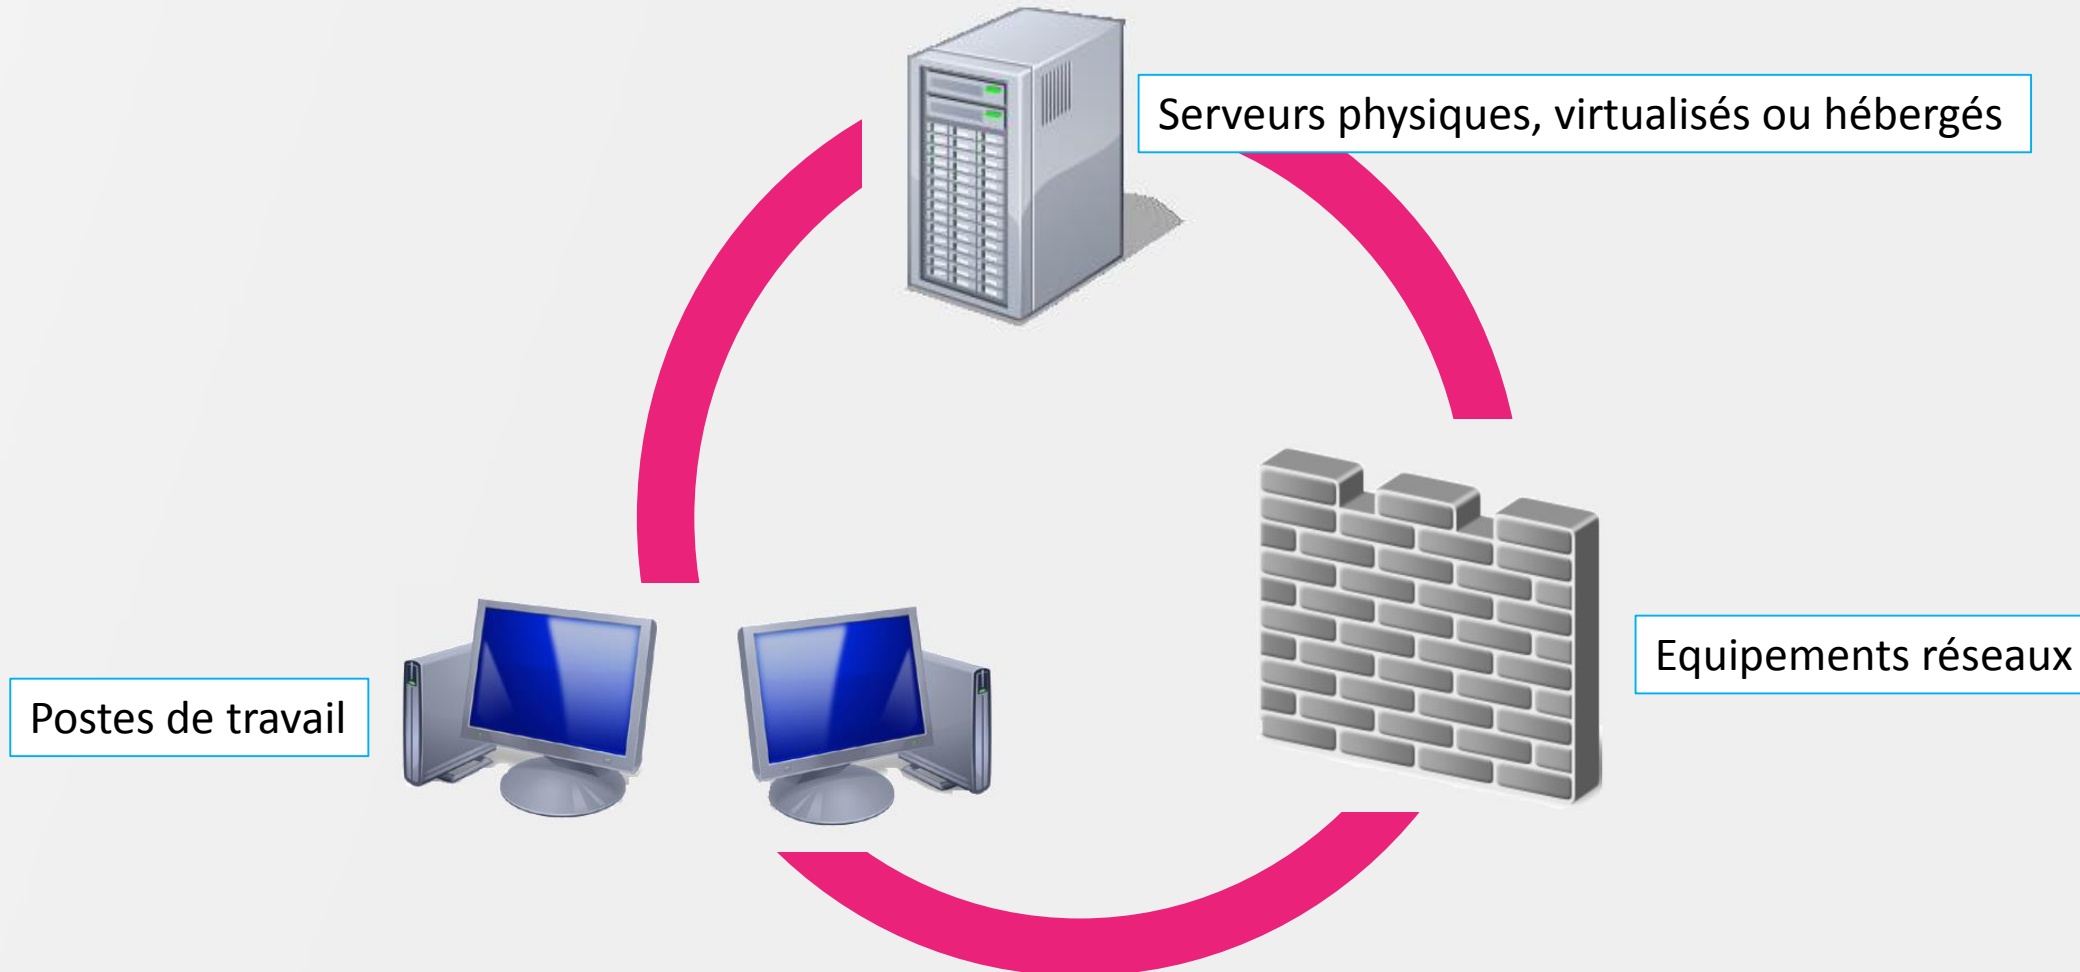 Serveurs physiques, virtualisés ou hébergés
Equipements réseaux
Postes de travail